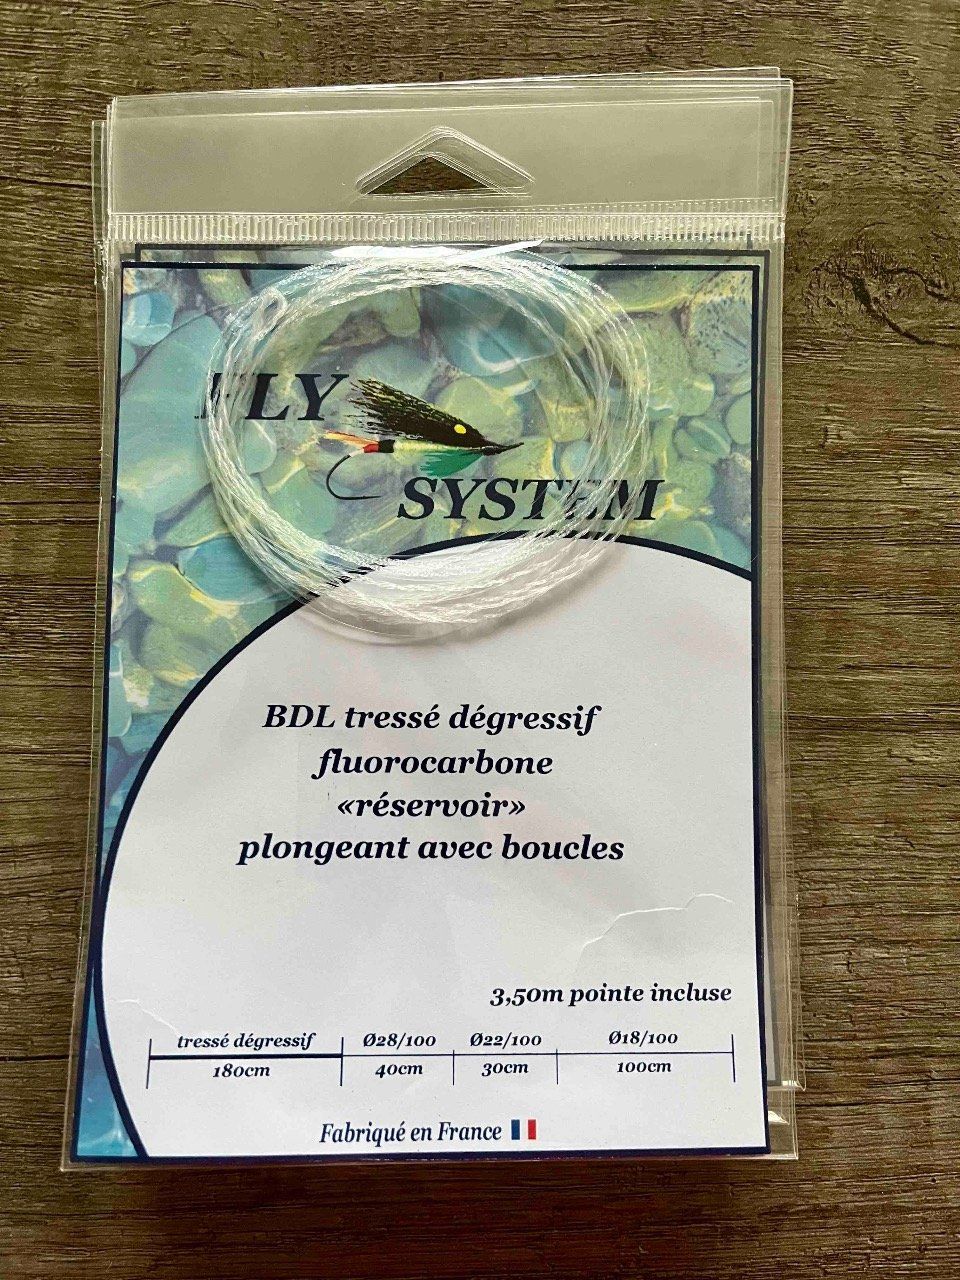 FLY
SYSTEM
BDL tressé dégressif
fluorocarbone
«réservoir»
plongeant avec boucles
3,50m pointe incluse
tressé dégressif Ø28/100 Ø22/100 Ø18/100
180cm 40cm 30cm 100cm
Fabriqué en France